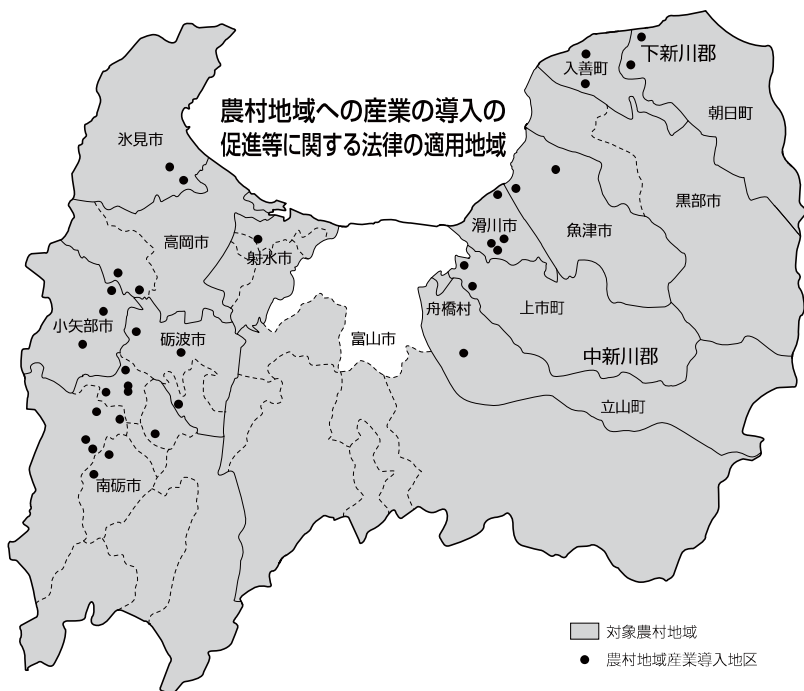 農村地域への産業の導入の
促進等に関する法律の適用地域
下新川郡
入善町
朝日町
氷見市
黒部市
滑川市
魚津市
高岡市
射水市
舟橋村
上市町
小矢部市
砺波市
富山市
中新川郡
立山町
南砺市
対象農村地域
農村地域産業導入地区